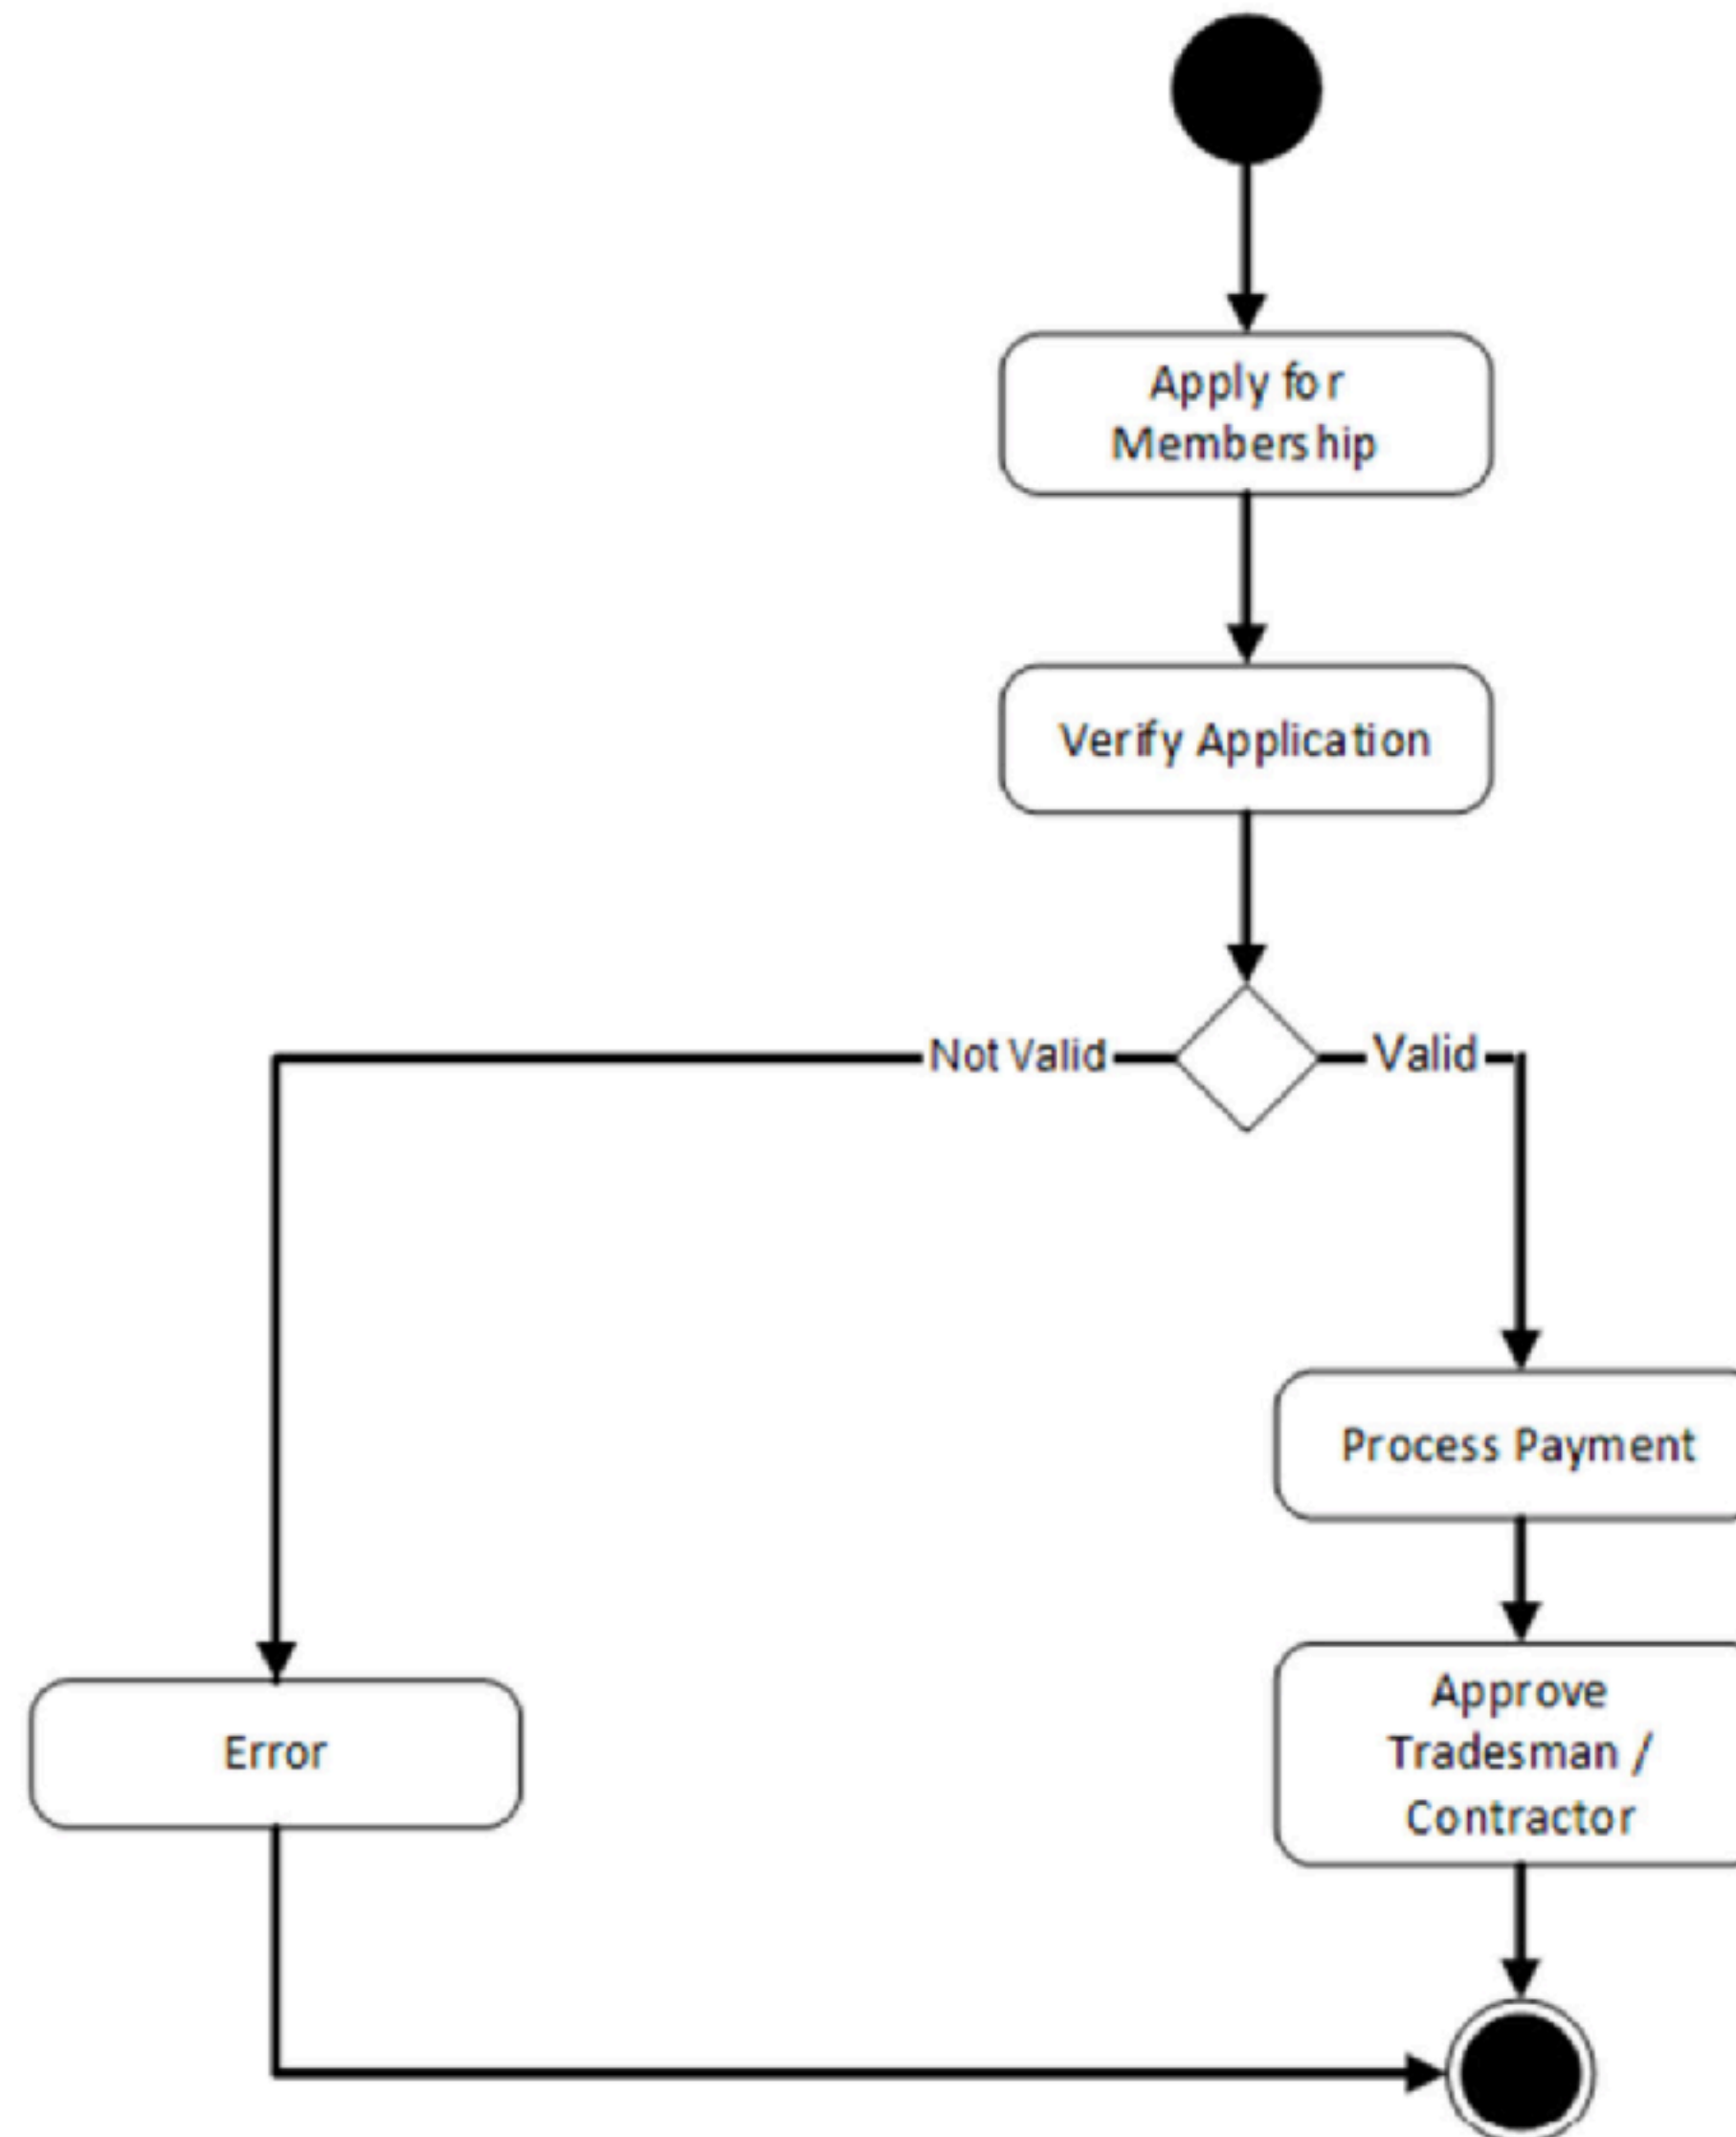 Apply for
Membership
Verify Application
Not Valid
Valid
Process Payment
Approve
Tradesman /
Contractor
Error